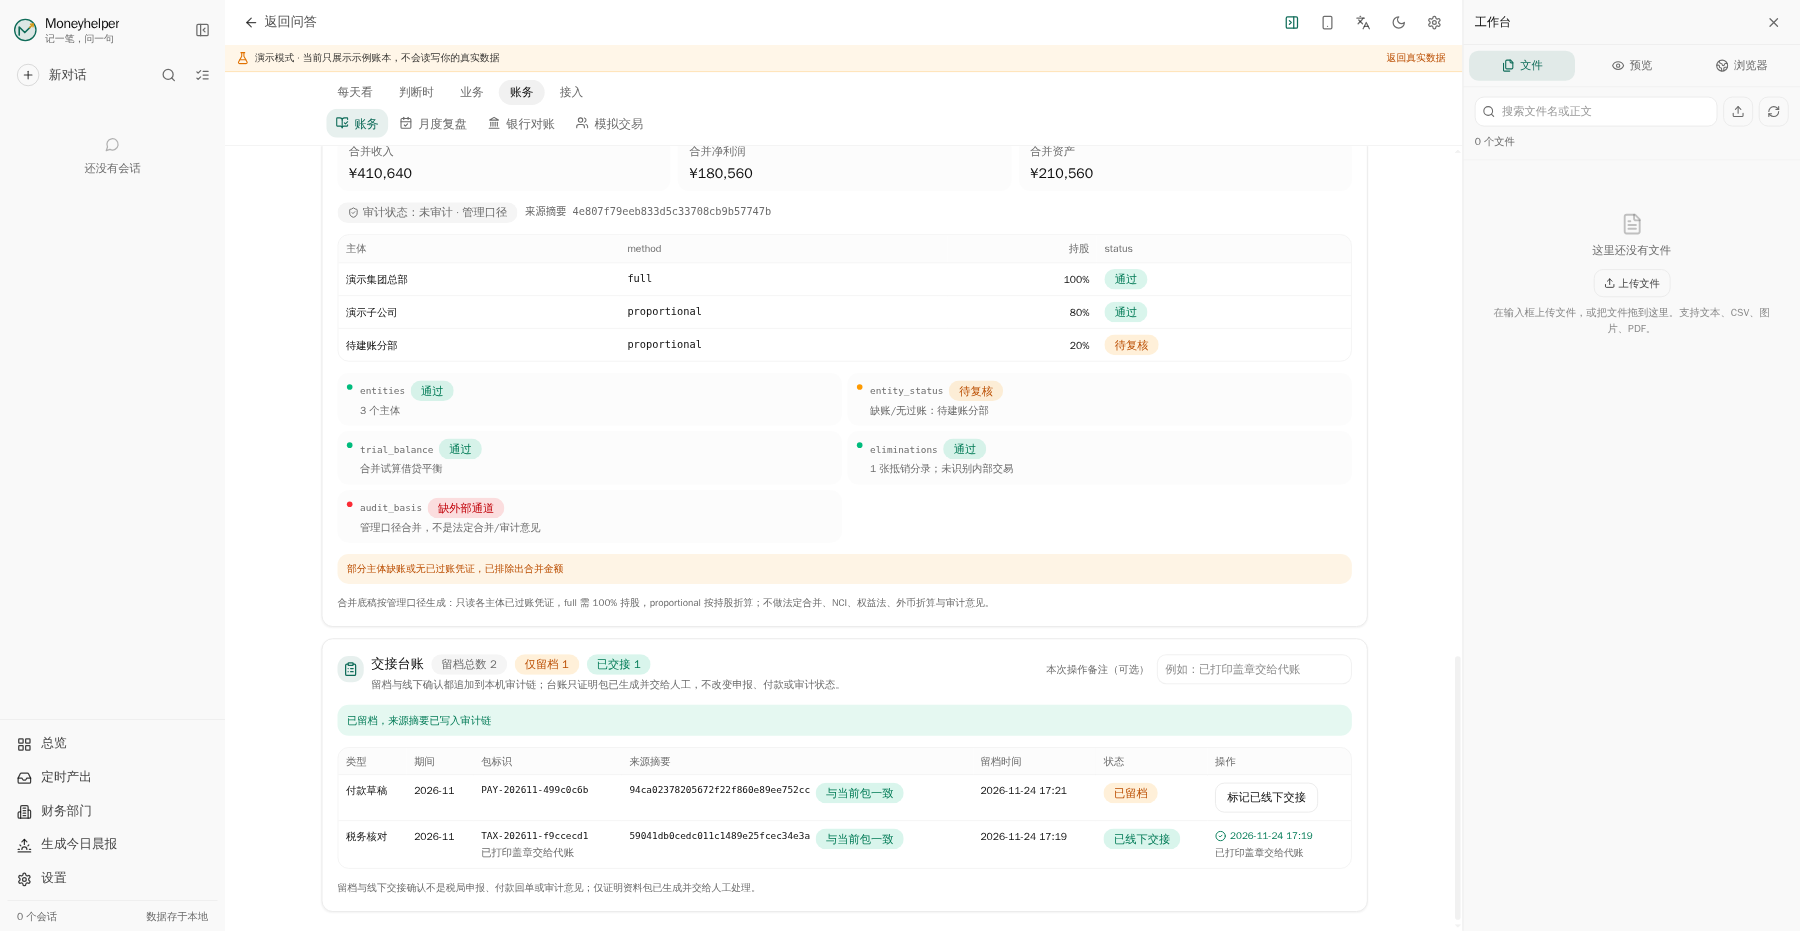 Moneyhelper
记一笔，问一句
新对话
还没有会话
总览
定时产出
财务部门
生成今日晨报
设置
0 个会话
数据存于本地
返回问答
演示模式 · 当前只展示示例账本，不会读写你的真实数据
返回真实数据
每天看
判断时
业务
账务
接入
账务
月度复盘
银行对账
模拟交易
合并收入
合并净利润
合并资产
¥410,640
¥180,560
¥210,560
审计状态：未审计 · 管理口径
来源摘要 4e807f79eeb833d5c33708cb9b57747b
主体 method 持股 status
演示集团总部 full 100% 通过
演示子公司 proportional 80% 通过
待建账分部 proportional 20% 待复核
entities 通过
3 个主体
entity_status 待复核
缺账/无过账：待建账分部
trial_balance 通过
合并试算借贷平衡
eliminations 通过
1 张抵销分录；未识别内部交易
audit_basis 缺外部通道
管理口径合并，不是法定合并/审计意见
部分主体缺账或无已过账凭证，已排除出合并金额
合并底稿按管理口径生成：只读各主体已过账凭证，full 需 100% 持股，proportional 按持股折算；不做法定合并、NCI、权益法、外币折算与审计意见。
交接台账 留档总数 2 仅留档 1 已交接 1
留档与线下确认都追加到本机审计链；台账只证明包已生成并交给人工，不改变申报、付款或审计状态。
本次操作备注（可选） 例如：已打印盖章交给代账
已留档，来源摘要已写入审计链
类型 期间 包标识 来源摘要 留档时间 状态 操作
付款草稿 2026-11 PAY-202611-499c0c6b 94ca02378205672f22f860e89ee752cc 与当前包一致 2026-11-24 17:21 已留档 标记已线下交接
税务核对 2026-11 TAX-202611-f9ccecd1 59041db0cedc011c1489e25fcec34e3a 与当前包一致 2026-11-24 17:19 已线下交接 2026-11-24 17:19
已打印盖章交给代账 已打印盖章交给代账
留档与线下交接确认不是税局申报、付款回单或审计意见；仅证明资料包已生成并交给人工处理。
工作台
文件
预览
浏览器
搜索文件名或正文
0 个文件
这里还没有文件
上传文件
在输入框上传文件，或把文件拖到这里。支持文本、CSV、图
片、PDF。